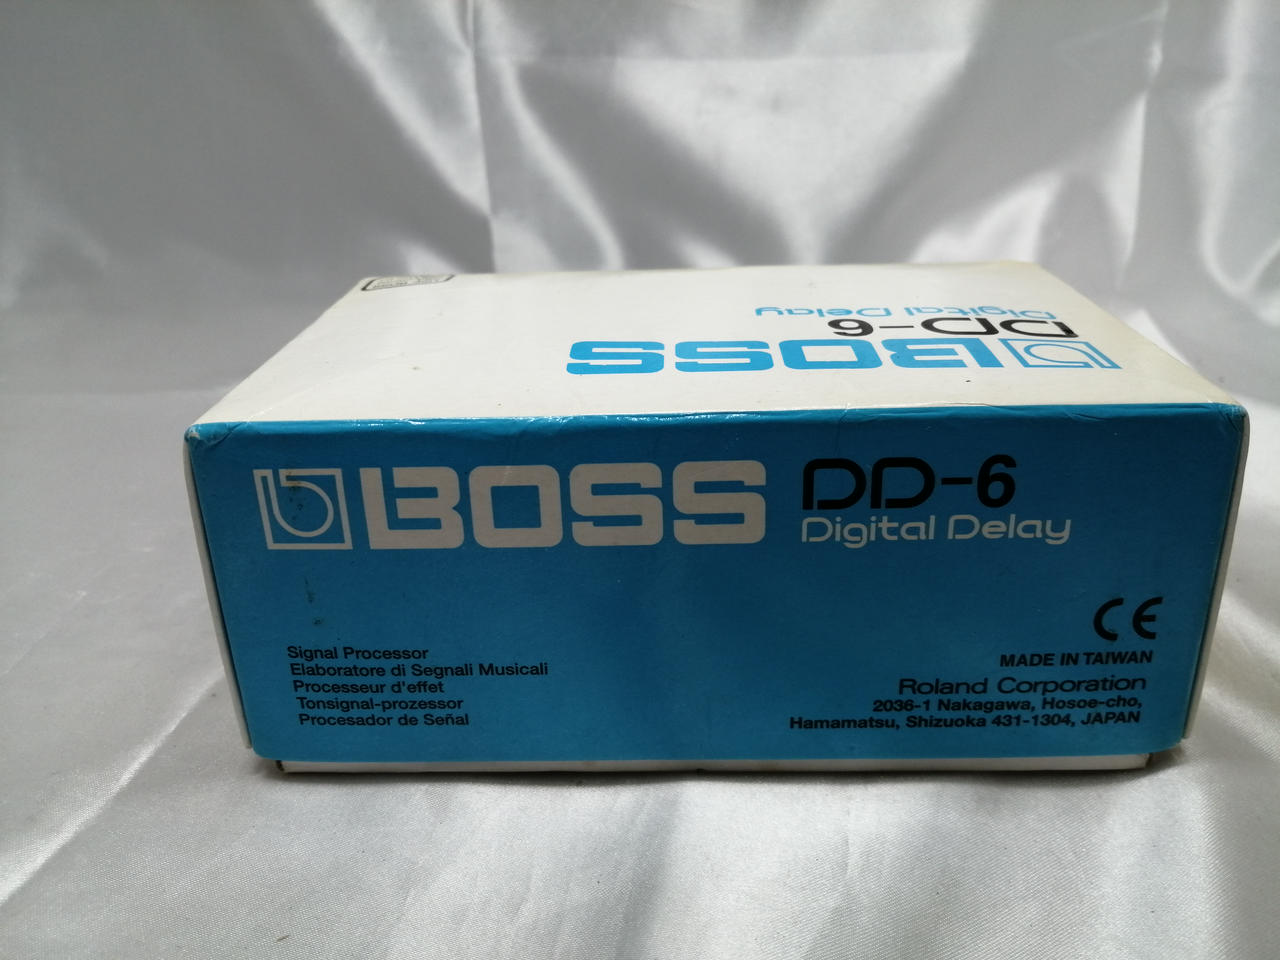 Digital Delay
DD-6
BOSS
BOSS
DD-6
Digital Delay
CE
Signal Processor
Elaboratore di Segnali Musicali
Processeur d'effet
Tonsignal-prozessor
Procesador de Señal
MADE IN TAIWAN
Roland Corporation
2036-1 Nakagawa, Hosoe-cho,
Hamamatsu, Shizuoka 431-1304, JAPAN